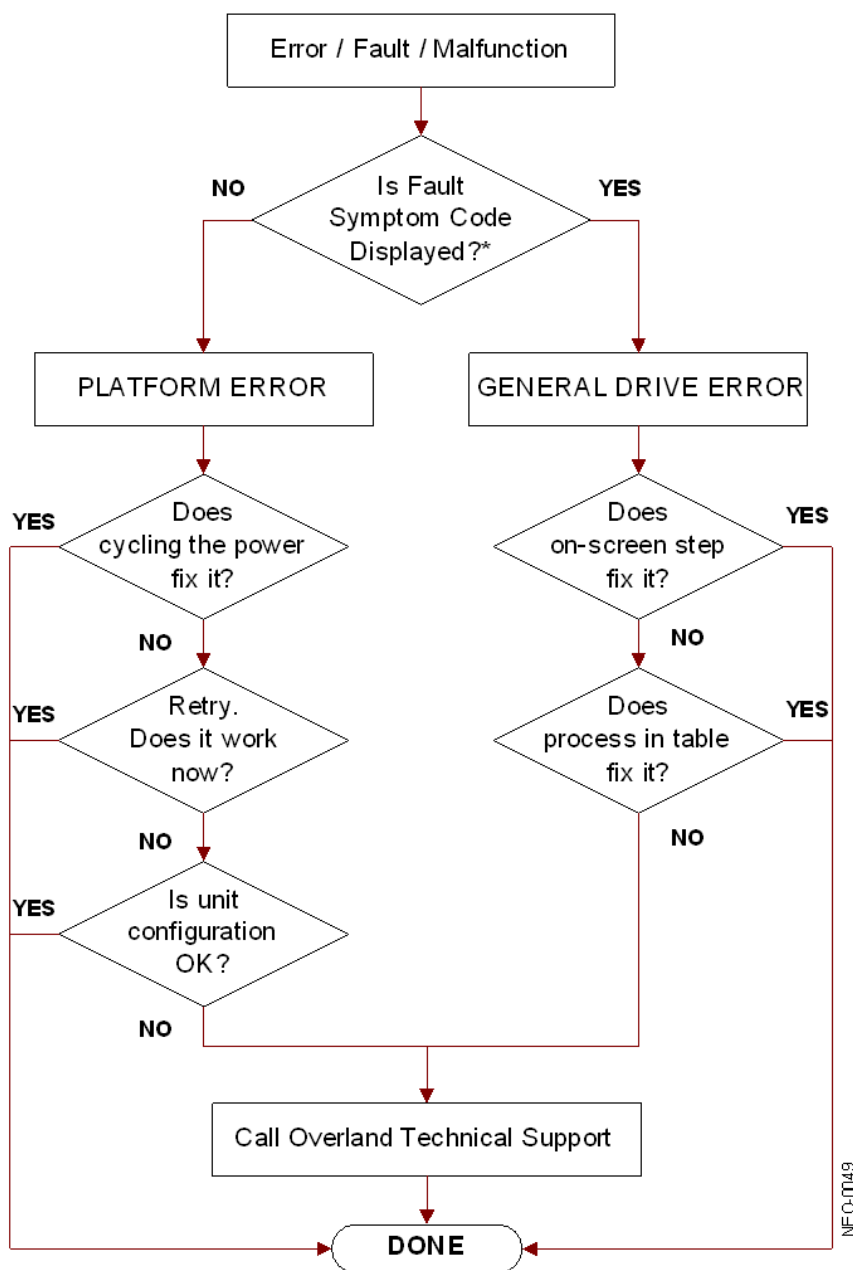 Error / Fault / Malfunction
NO
Is Fault
Symptom Code
Displayed?*
YES
PLATFORM ERROR
GENERAL DRIVE ERROR
YES
Does
cycling the power
fix it?
NO
Does
on-screen step
fix it?
YES
NO
YES
Retry.
Does it work
now?
NO
Does
process in table
fix it?
YES
NO
YES
Is unit
configuration
OK?
NO
Call Overland Technical Support
DONE
NEO-0049